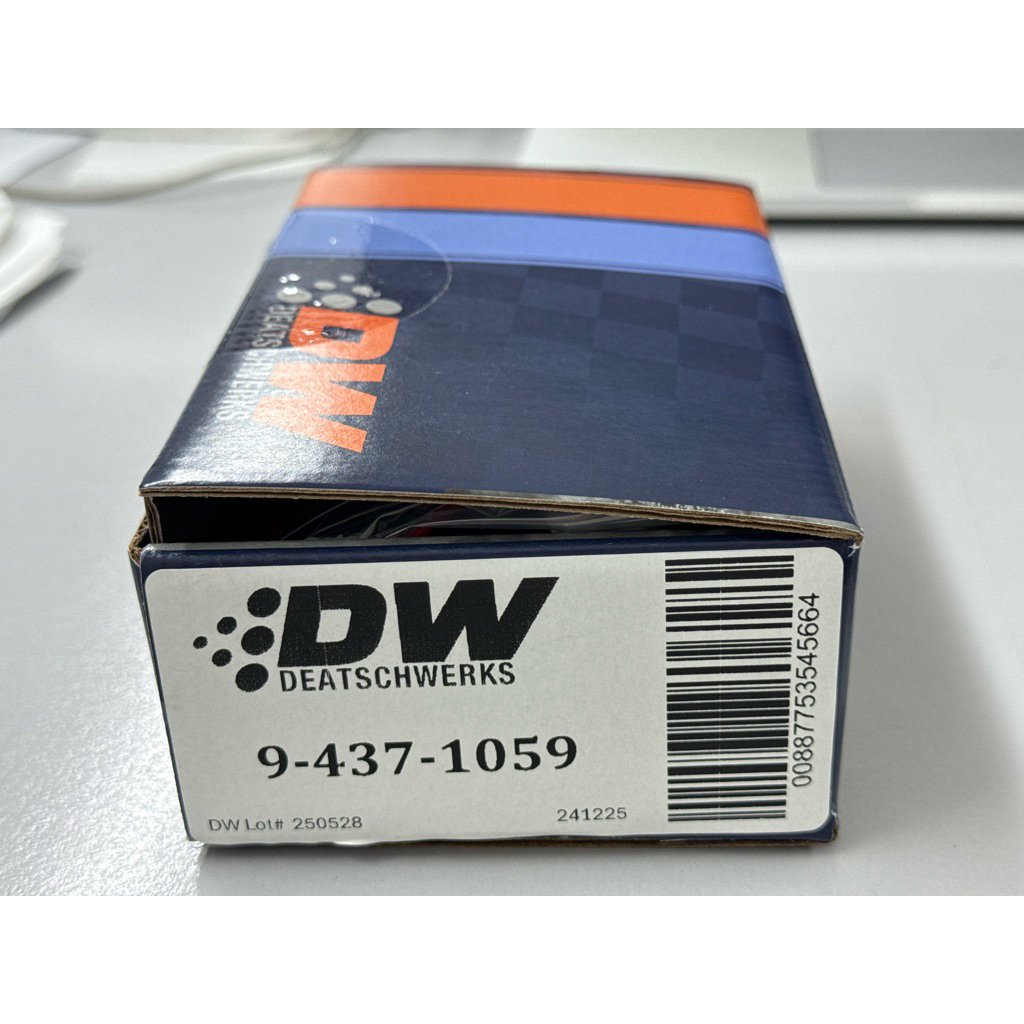 DW
DEATSCHWERKS
DW
DEATSCHWERKS
9-437-1059
DW Lot# 250528
241225
00887753545664